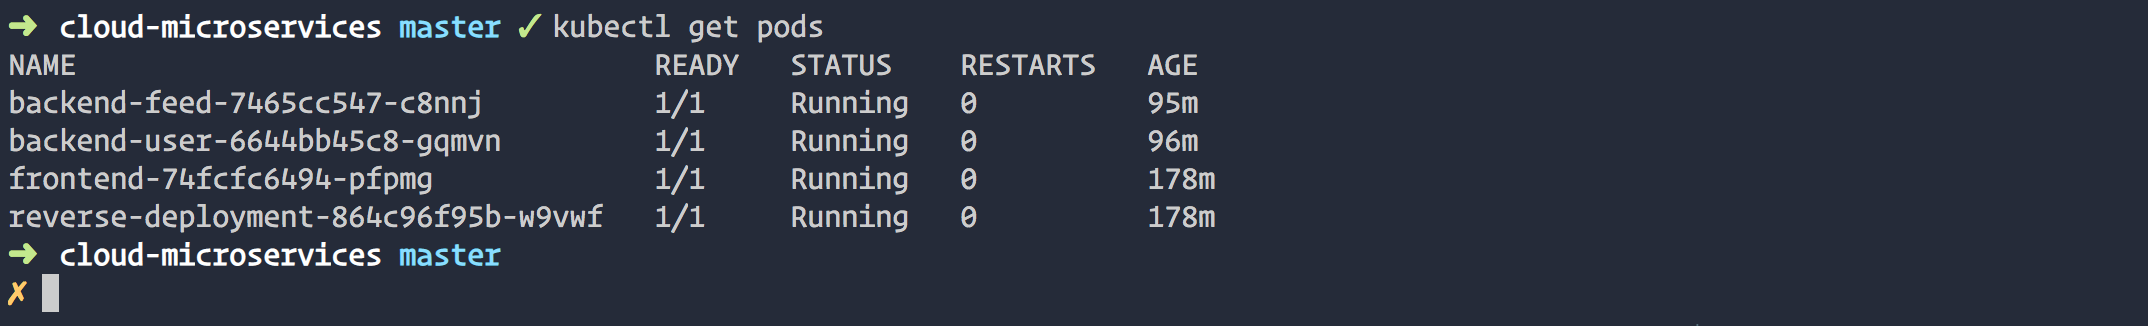 ➜ cloud-microservices master ✓ kubectl get pods
NAME READY STATUS RESTARTS AGE
backend-feed-7465cc547-c8nnj 1/1 Running 0 95m
backend-user-6644bb45c8-gqmvn 1/1 Running 0 96m
frontend-74fcfc6494-pfpmg 1/1 Running 0 178m
reverse-deployment-864c96f95b-w9vwf 1/1 Running 0 178m
➜ cloud-microservices master
✗